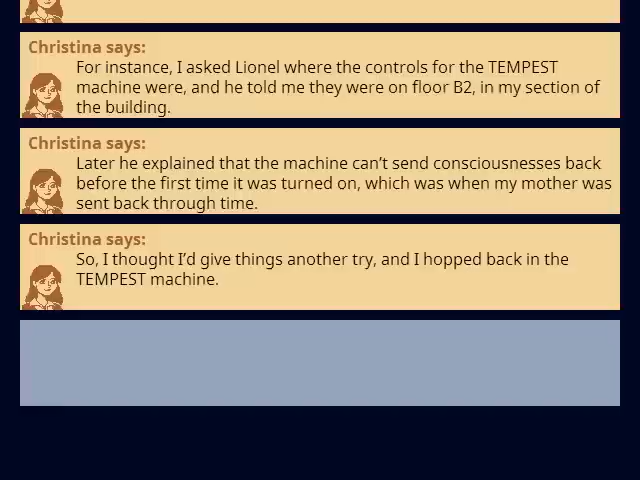 Christina says:
For instance, I asked Lionel where the controls for the TEMPEST
machine were, and he told me they were on floor B2, in my section of
the building.
Christina says:
Later he explained that the machine can’t send consciousnesses back
before the first time it was turned on, which was when my mother was
sent back through time.
Christina says:
So, I thought I’d give things another try, and I hopped back in the
TEMPEST machine.